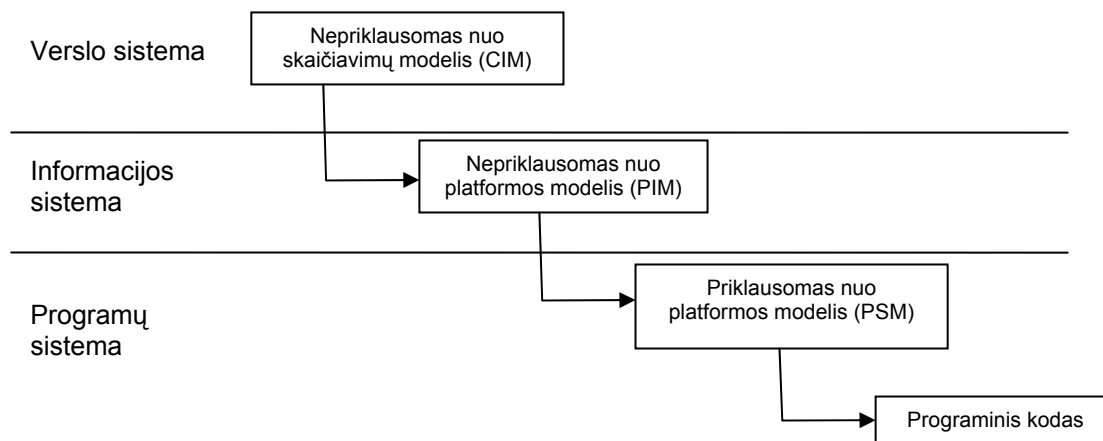 Verslo sistema
Nepriklausomas nuo
skaičiavimų modelis (CIM)
Informacijos
sistema
Nepriklausomas nuo
platformos modelis (PIM)
Programų
sistema
Priklausomas nuo
platformos modelis (PSM)
Programinis kodas